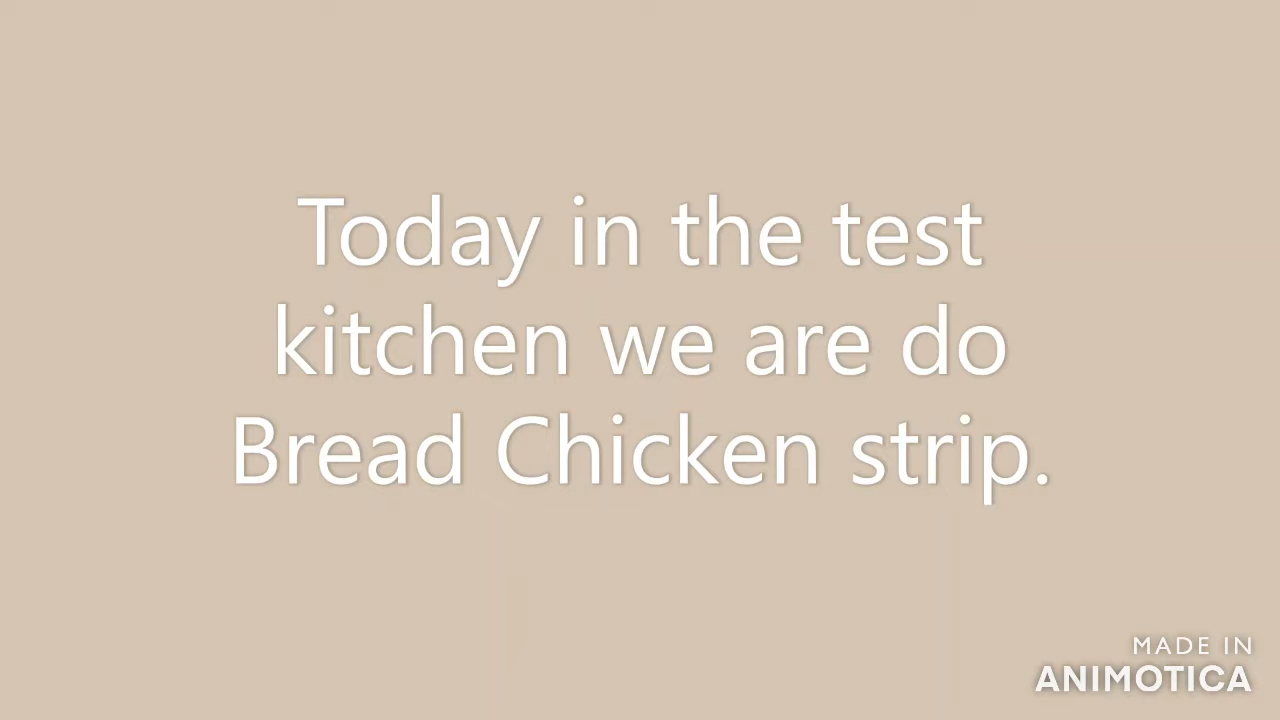 Today in the test
kitchen we are do
Bread Chicken strip.
MADE IN
ANIMOTICA